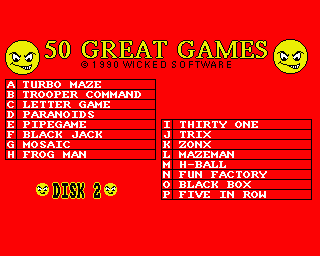 50 GREAT GAMES
© 1990 WICKED SOFTWARE
A TURBO MAZE
B TROOPER COMMAND
C LETTER GAME
D PARANOIDS
E PIPEGAME
F BLACK JACK
G MOSAIC
H FROG MAN
I THIRTY ONE
J TRIX
K ZONX
L MAZEMAN
M H-BALL
N FUN FACTORY
O BLACK BOX
P FIVE IN ROW
DISK 2